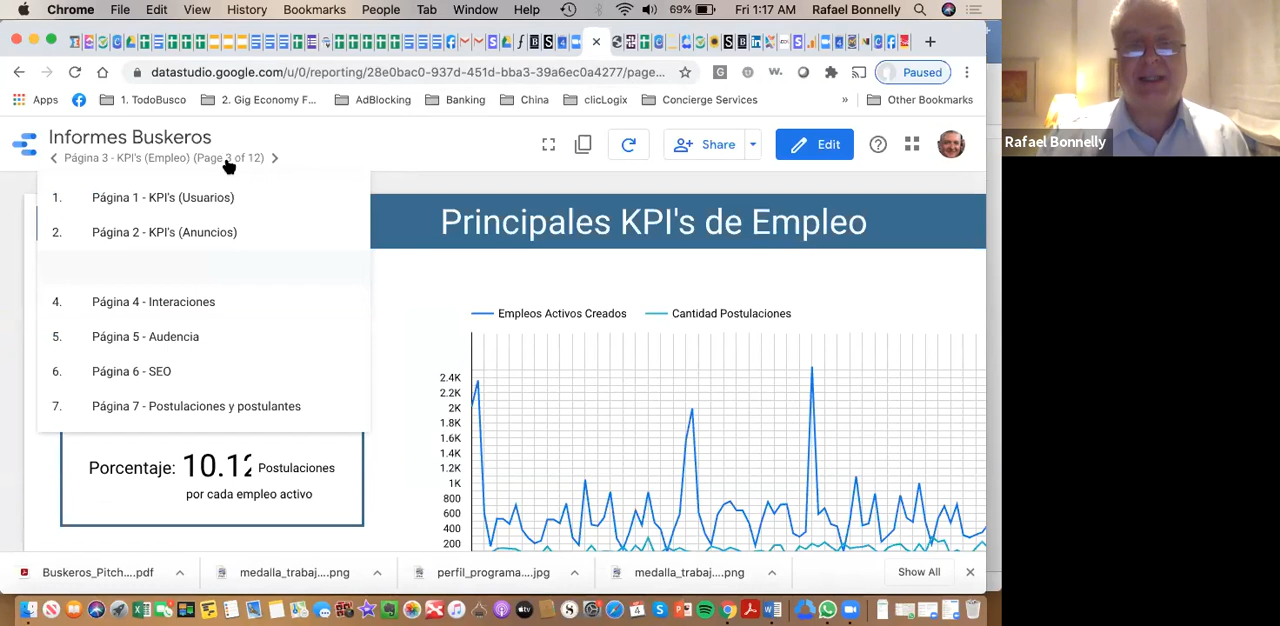 Chrome File Edit View History Bookmarks People Tab Window Help 69% Fri 1:17 AM Rafael Bonnelly
datastudio.google.com/u/0/reporting/28e0bac0-937d-451d-bba3-39a6ec0a4277/page... Paused
Apps 1. TodoBusco 2. Gig Economy F... AdBlocking Banking China clicLogix Concierge Services » Other Bookmarks
Rafael Bonnelly
Informes Buskeros
Página 3 - KPI's (Empleo) (Page 3 of 12)
Share Edit
1. Página 1 - KPI's (Usuarios)
2. Página 2 - KPI's (Anuncios)
4. Página 4 - Interaciones
5. Página 5 - Audencia
6. Página 6 - SEO
7. Página 7 - Postulaciones y postulantes
Principales KPI's de Empleo
Empleos Activos Creados Cantidad Postulaciones
2.4K
2.2K
2K
1.8K
1.6K
1.4K
1.2K
1K
800
600
400
200
Porcentaje: 10.12 Postulaciones
por cada empleo activo
Buskeros_Pitch....pdf medalla_trabaj....png perfil_programa....jpg medalla_trabaj....png Show All